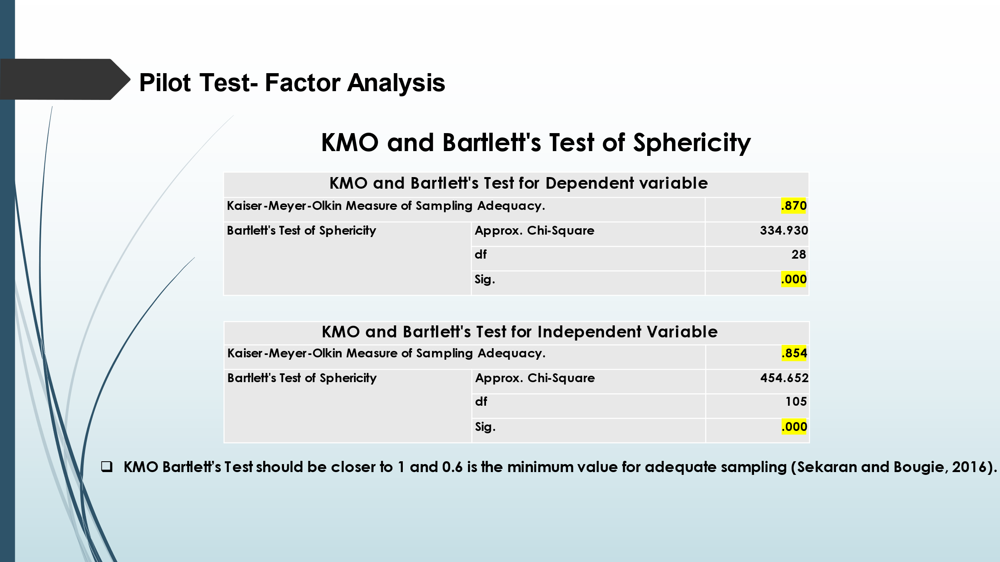 Pilot Test- Factor Analysis
KMO and Bartlett's Test of Sphericity
KMO and Bartlett's Test for Dependent variable
Kaiser-Meyer-Olkin Measure of Sampling Adequacy. .870
Bartlett's Test of Sphericity Approx. Chi-Square 334.930
df 28
Sig. .000
KMO and Bartlett's Test for Independent Variable
Kaiser-Meyer-Olkin Measure of Sampling Adequacy. .854
Bartlett's Test of Sphericity Approx. Chi-Square 454.652
df 105
Sig. .000
❑ KMO Bartlett’s Test should be closer to 1 and 0.6 is the minimum value for adequate sampling (Sekaran and Bougie, 2016).